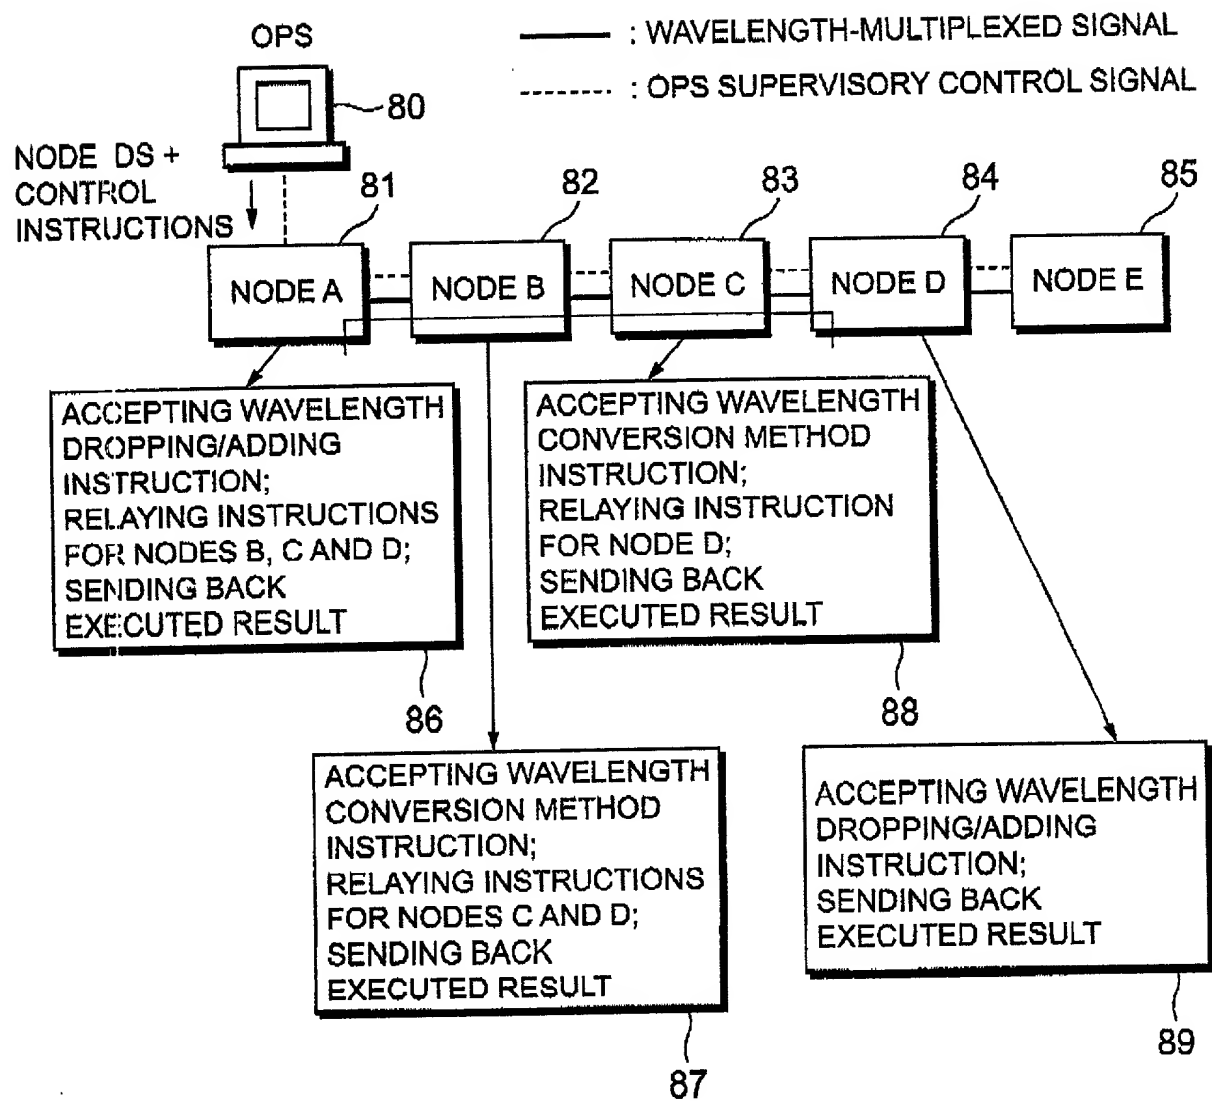 OPS
: WAVELENGTH-MULTIPLEXED SIGNAL
: OPS SUPERVISORY CONTROL SIGNAL
80
NODE DS +
CONTROL
INSTRUCTIONS
81
82
83
84
85
NODE A
NODE B
NODE C
NODE D
NODE E
ACCEPTING WAVELENGTH
DROPPING/ADDING
INSTRUCTION;
RELAYING INSTRUCTIONS
FOR NODES B, C AND D;
SENDING BACK
EXECUTED RESULT
86
ACCEPTING WAVELENGTH
CONVERSION METHOD
INSTRUCTION;
RELAYING INSTRUCTION
FOR NODE D;
SENDING BACK
EXECUTED RESULT
88
ACCEPTING WAVELENGTH
CONVERSION METHOD
INSTRUCTION;
RELAYING INSTRUCTIONS
FOR NODES C AND D;
SENDING BACK
EXECUTED RESULT
87
ACCEPTING WAVELENGTH
DROPPING/ADDING
INSTRUCTION;
SENDING BACK
EXECUTED RESULT
89